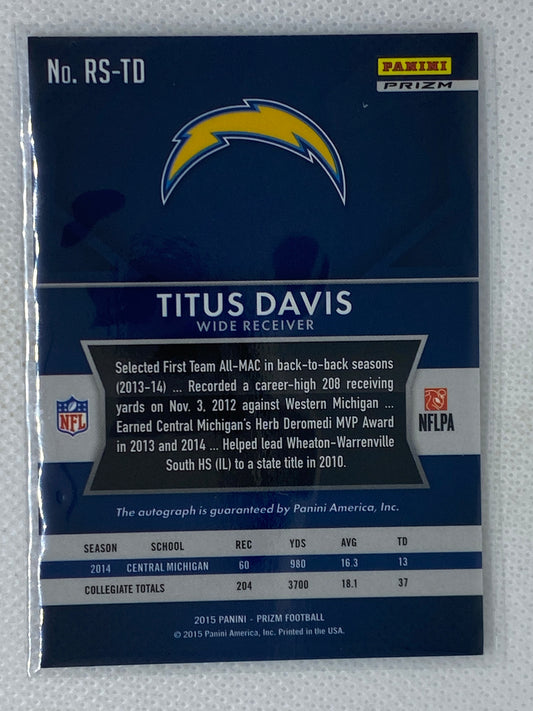 No. RS-TD
PANINI
PRIZM
TITUS DAVIS
WIDE RECEIVER
Selected First Team All-MAC in back-to-back seasons
(2013-14) ... Recorded a career-high 208 receiving
yards on Nov. 3, 2012 against Western Michigan ...
Earned Central Michigan's Herb Deromedi MVP Award
in 2013 and 2014 ... Helped lead Wheaton-Warrenville
South HS (IL) to a state title in 2010.
NFL
NFLPA
The autograph is guaranteed by Panini America, Inc.
SEASON SCHOOL REC YDS AVG TD
2014 CENTRAL MICHIGAN 60 980 16.3 13
COLLEGIATE TOTALS 204 3700 18.1 37
2015 PANINI - PRIZM FOOTBALL
© 2015 Panini America, Inc. Printed in the USA.